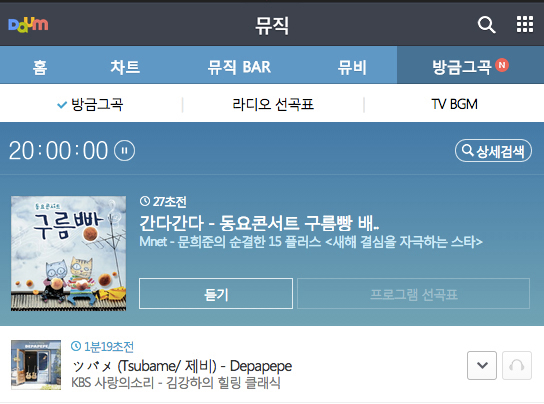 Daum
뮤직
홈
차트
뮤직 BAR
뮤비
방금그곡 N
방금그곡
라디오 선곡표
TV BGM
20:00:00
상세검색
동요콘서트
구름빵
27초전
간다간다 - 동요콘서트 구름빵 배..
Mnet - 문희준의 순결한 15 플러스 <새해 결심을 자극하는 스타>
듣기
프로그램 선곡표
DEPAPEPE
1분19초전
ツバメ (Tsubame/ 제비) - Depapepe
KBS 사랑의소리 - 김강하의 힐링 클래식